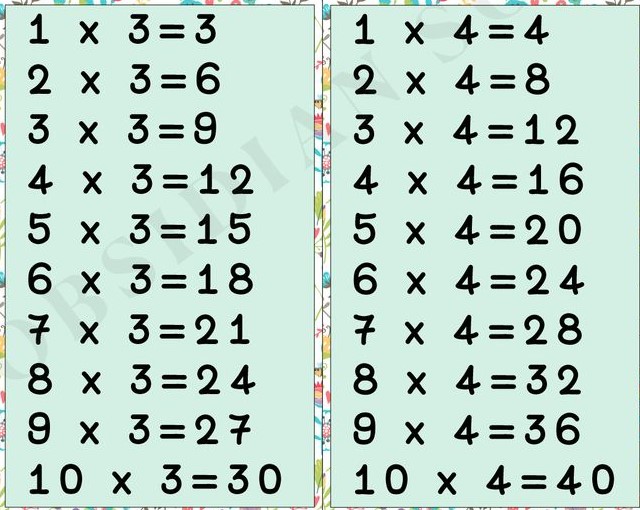 1 x 3=3
2 x 3=6
3 x 3=9
4 x 3=12
5 x 3=15
6 x 3=18
7 x 3=21
8 x 3=24
9 x 3=27
10 x 3=30
1 x 4=4
2 x 4=8
3 x 4=12
4 x 4=16
5 x 4=20
6 x 4=24
7 x 4=28
8 x 4=32
9 x 4=36
10 x 4=40
OBSIDIAN